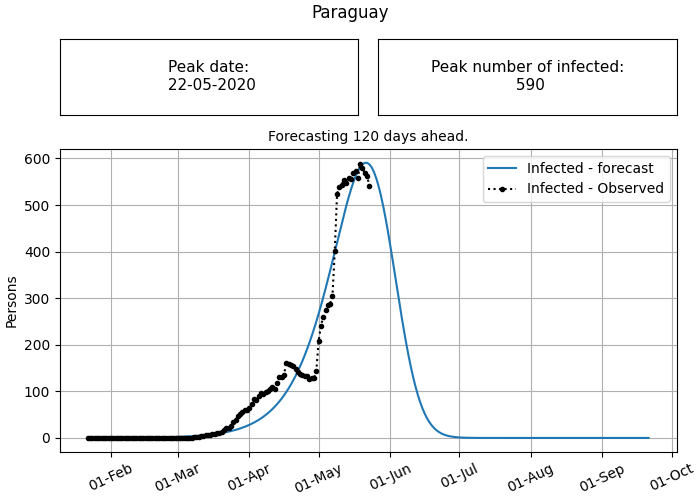 Paraguay
Peak date:
22-05-2020
Peak number of infected:
590
Forecasting 120 days ahead.
Infected - forecast
Infected - Observed
Persons
600
500
400
300
200
100
0
01-Feb
01-Mar
01-Apr
01-May
01-Jun
01-Jul
01-Aug
01-Sep
01-Oct